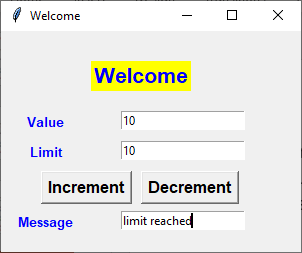 Welcome
Welcome
Value 10
Limit 10
Increment Decrement
Message limit reached